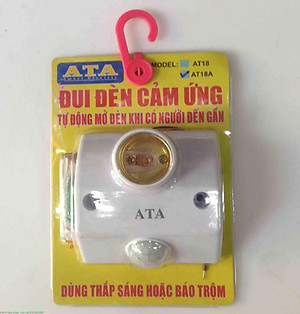 ATA
MODEL: AT18
AT18A
ĐUI ĐÈN CẢM ỨNG
TỰ ĐỘNG MỞ ĐÈN KHI CÓ NGƯỜI ĐẾN GẦN
ATA
DÙNG THẮP SÁNG HOẶC BÁO TRỘM